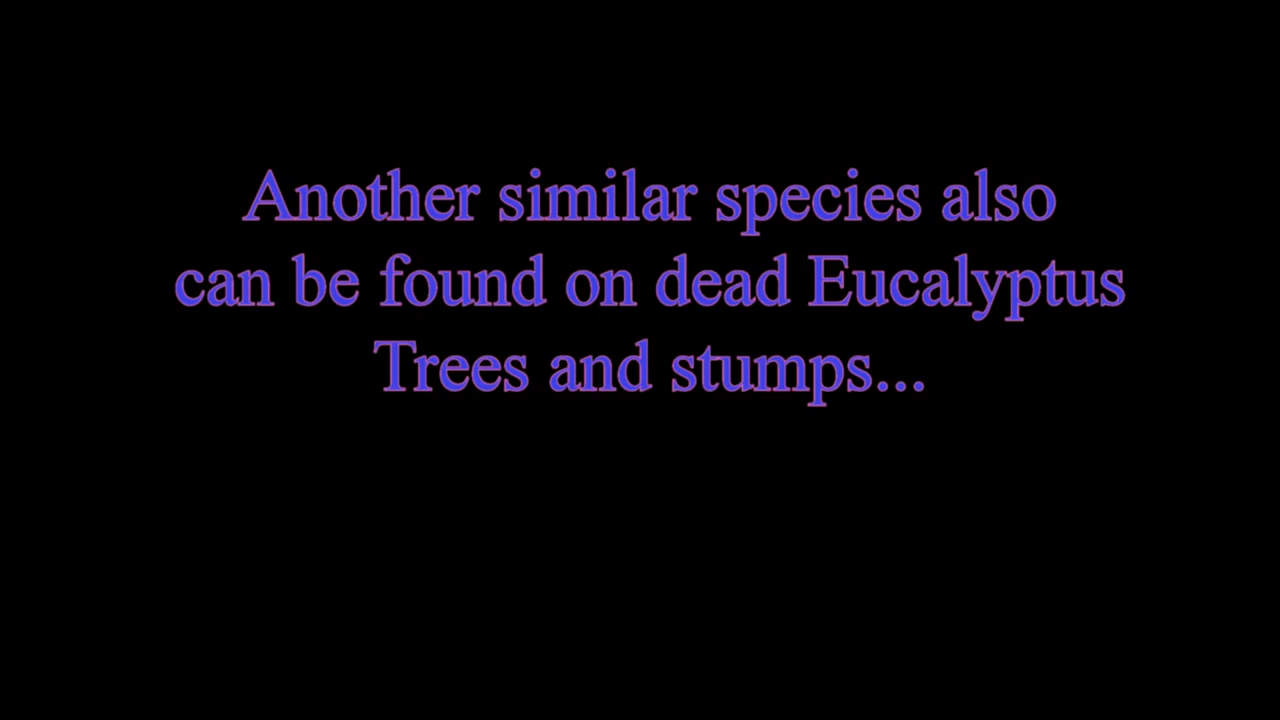 Another similar species also
can be found on dead Eucalyptus
Trees and stumps...